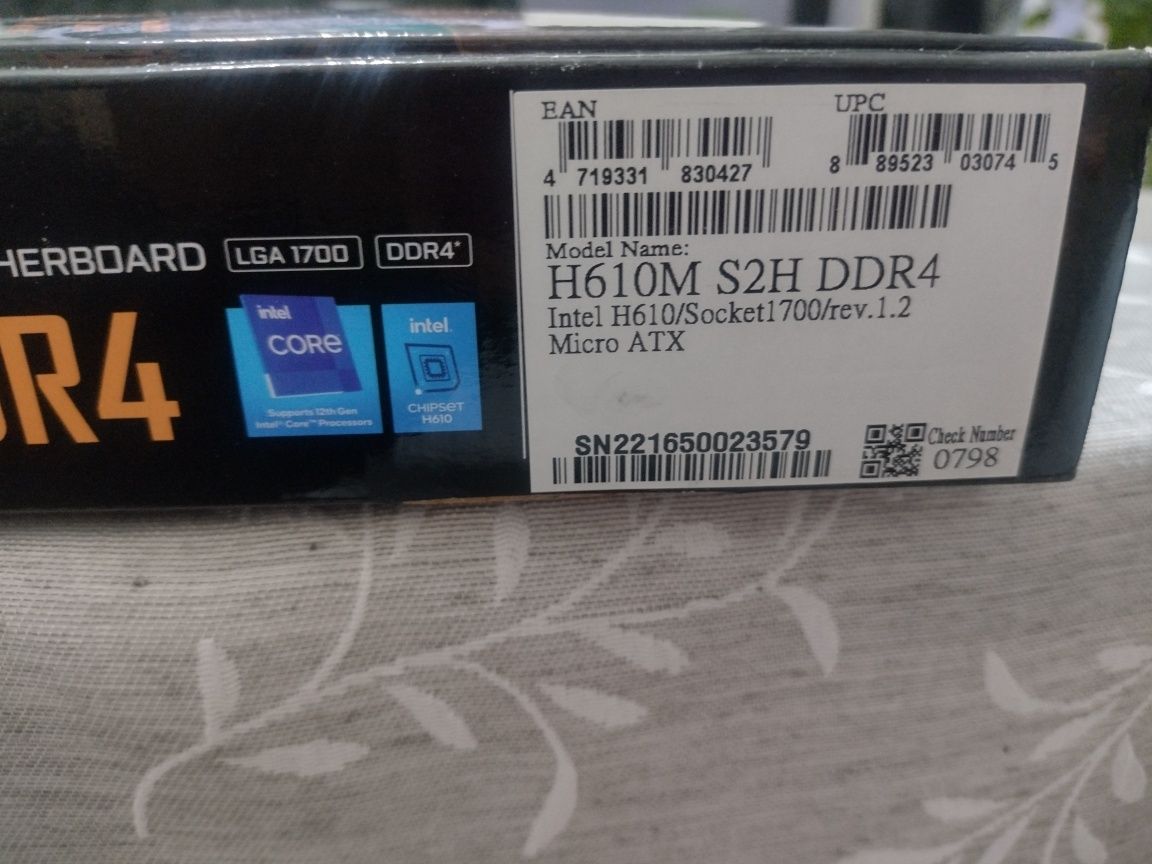 HERBOARD LGA 1700 DDR4*
R4
intel
CORE
Supports 12th Gen
Intel® Core™ Processors
intel.
CHIPSET
H610
EAN
4 719331 830427
UPC
8 89523 03074 5
Model Name:
H610M S2H DDR4
Intel H610/Socket1700/rev.1.2
Micro ATX
SN221650023579
Check Number
0798